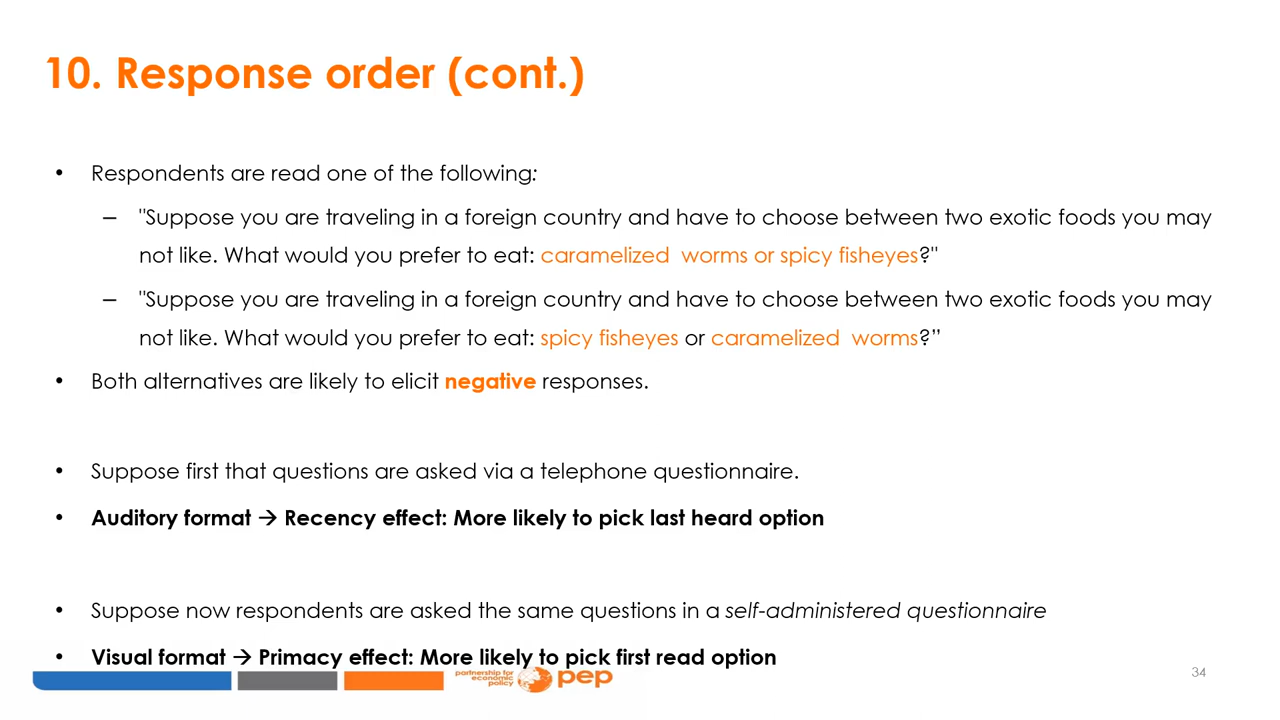 10. Response order (cont.)
• Respondents are read one of the following:
– "Suppose you are traveling in a foreign country and have to choose between two exotic foods you may
not like. What would you prefer to eat: caramelized  worms or spicy fisheyes?"
– "Suppose you are traveling in a foreign country and have to choose between two exotic foods you may
not like. What would you prefer to eat: spicy fisheyes or caramelized  worms?”
• Both alternatives are likely to elicit negative responses.
• Suppose first that questions are asked via a telephone questionnaire.
• Auditory format → Recency effect: More likely to pick last heard option
• Suppose now respondents are asked the same questions in a self-administered questionnaire
• Visual format → Primacy effect: More likely to pick first read option
partnership for
economic
policy
pep
34